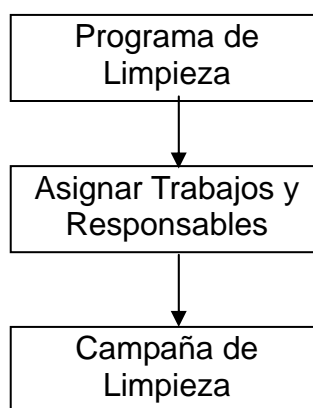 Programa de
Limpieza
Asignar Trabajos y
Responsables
Campaña de
Limpieza